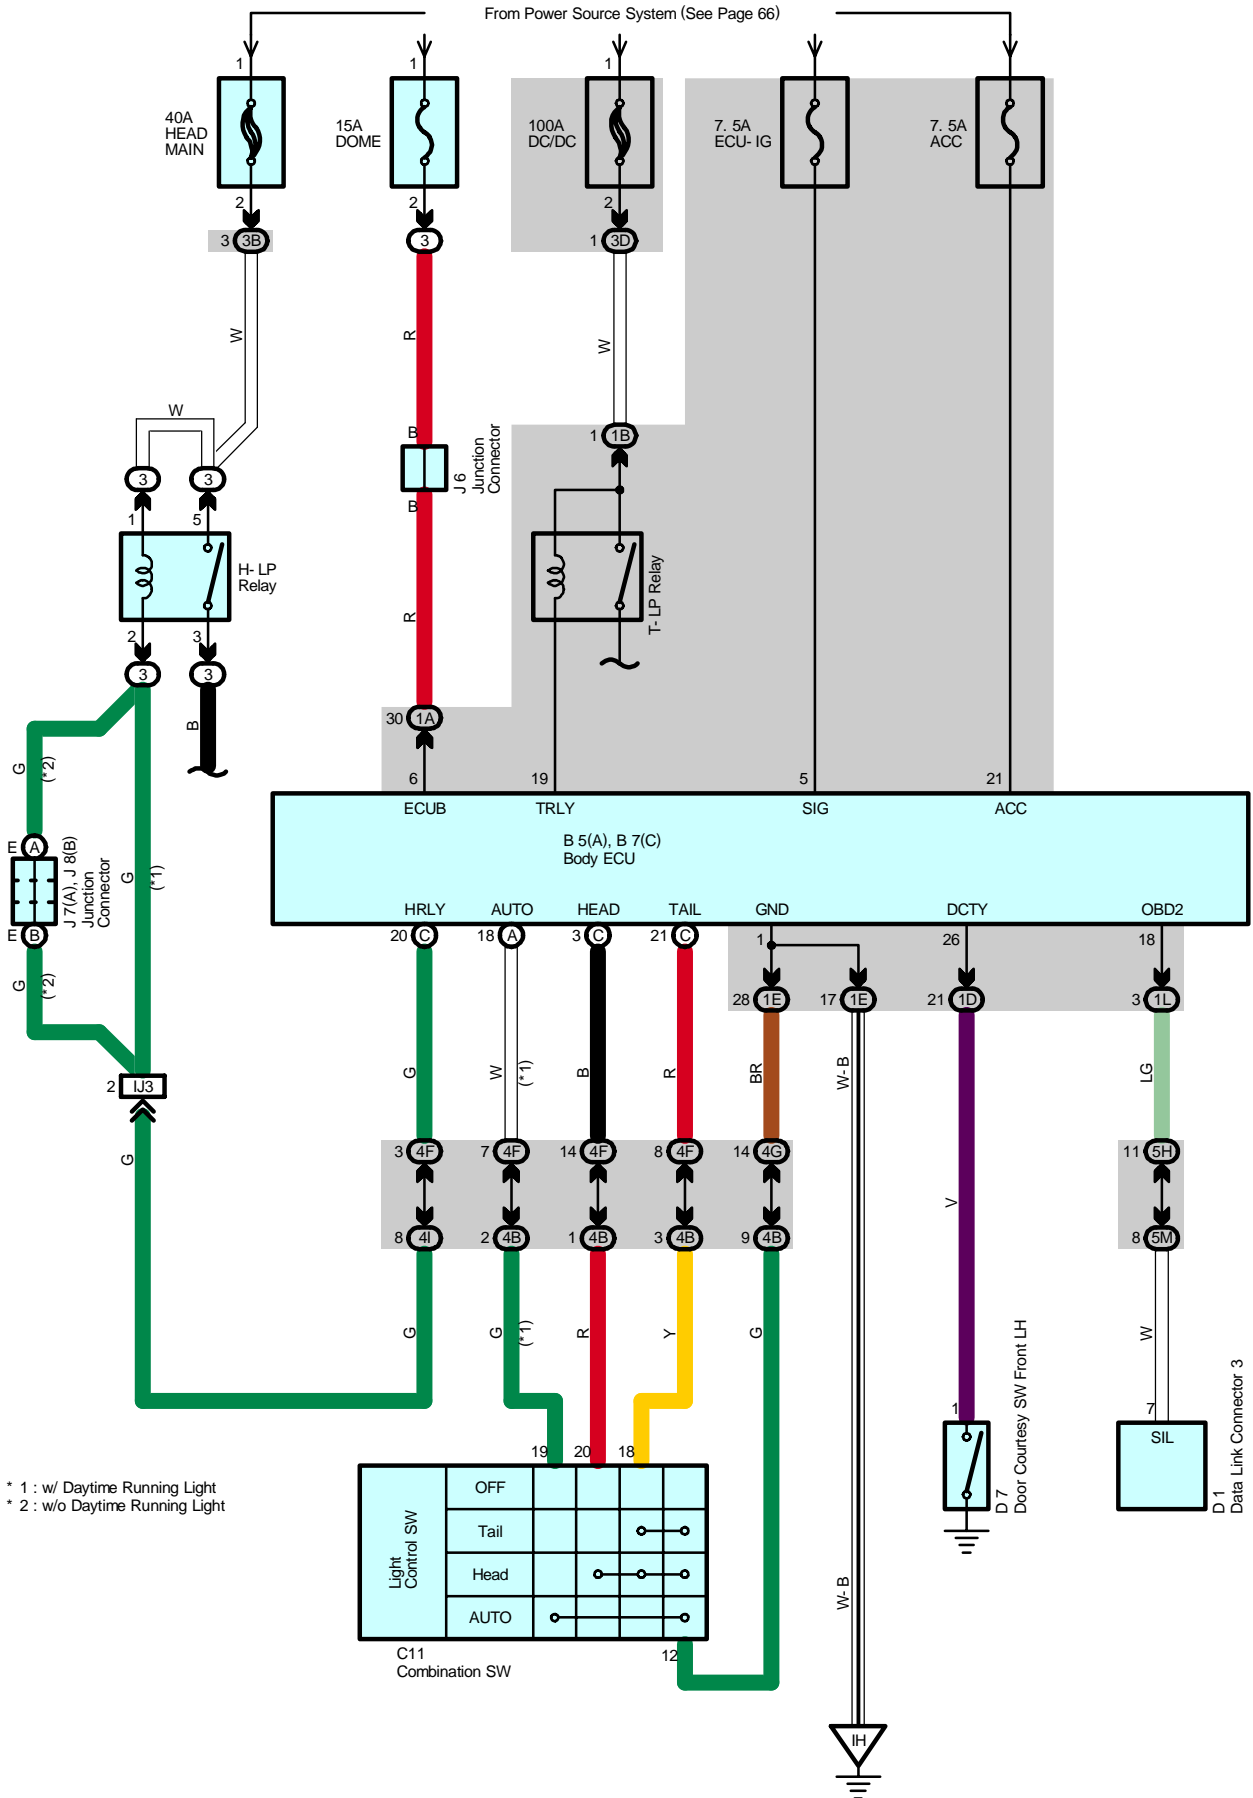 From Power Source System (See Page 66)
1
1
1
40A
HEAD
MAIN
15A
DOME
100A
DC/DC
7. 5A
ECU- IG
7. 5A
ACC
2
2
2
3 3B
3
1 3D
W
R
W
W
B
1 1B
J 6
Junction
Connector
3
3
B
1
5
H- LP
Relay
T- LP Relay
R
2
3
3
3
30 1A
B
G
(*2)
6
19
5
21
ECUB
TRLY
SIG
ACC
B 5(A), B 7(C)
Body ECU
E A
J 7(A), J 8(B)
Junction
Connector
G
(*1)
HRLY
AUTO
HEAD
TAIL
GND
DCTY
OBD2
E B
20 C
18 A
3 C
21 C
1
26
18
G
(*2)
28 1E
17 1E
21 1D
3 1L
G
W
(*1)
B
R
BR
W- B
LG
2 IJ3
G
3 4F
7 4F
14 4F
8 4F
14 4G
11 5H
V
8 4I
2 4B
1 4B
3 4B
9 4B
8 5M
G
G
(*1)
R
Y
G
W
1
7
D 7
Door Courtesy SW Front LH
SIL
D 1
Data Link Connector 3
19
20
18
* 1 : w/ Daytime Running Light
* 2 : w/o Daytime Running Light
Light
Control SW
OFF
Tail
Head
AUTO
W- B
C11
Combination SW
12
IH